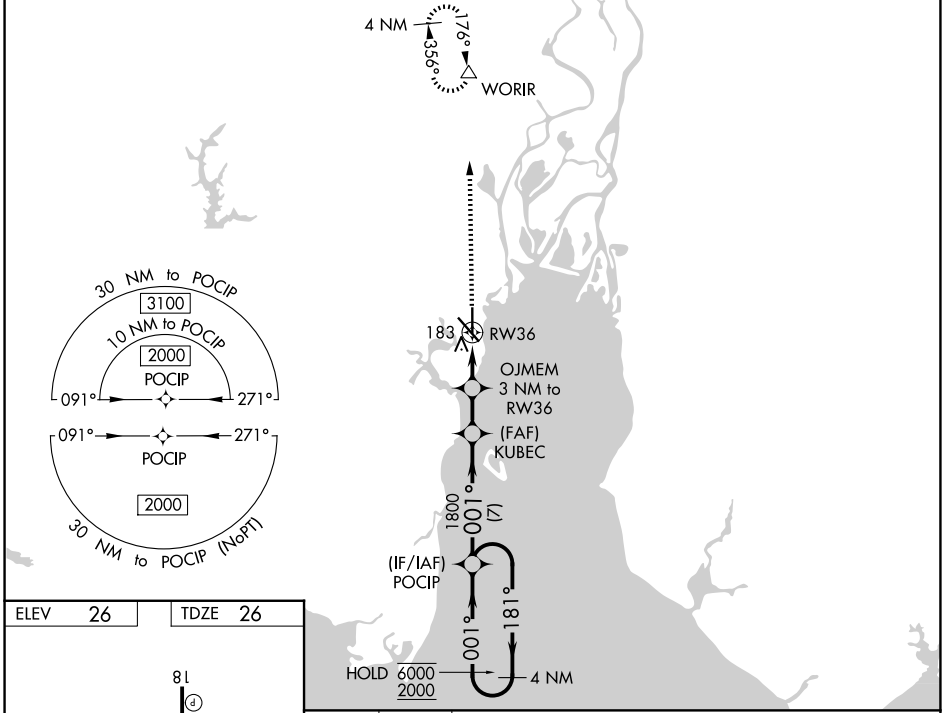 4 NM
176°
356°
WORIR
30 NM to POCIP
3100
10 NM to POCIP
2000
POCIP
091°
271°
091°
271°
POCIP
2000
30 NM to POCIP (NoPT)
183
RW36
OJMEM
3 NM to
RW36
(FAF)
KUBEC
1800
001°
(7)
(IF/IAF)
POCIP
001°
181°
HOLD 6000
2000
4 NM
ELEV 26
TDZE 26
18
P